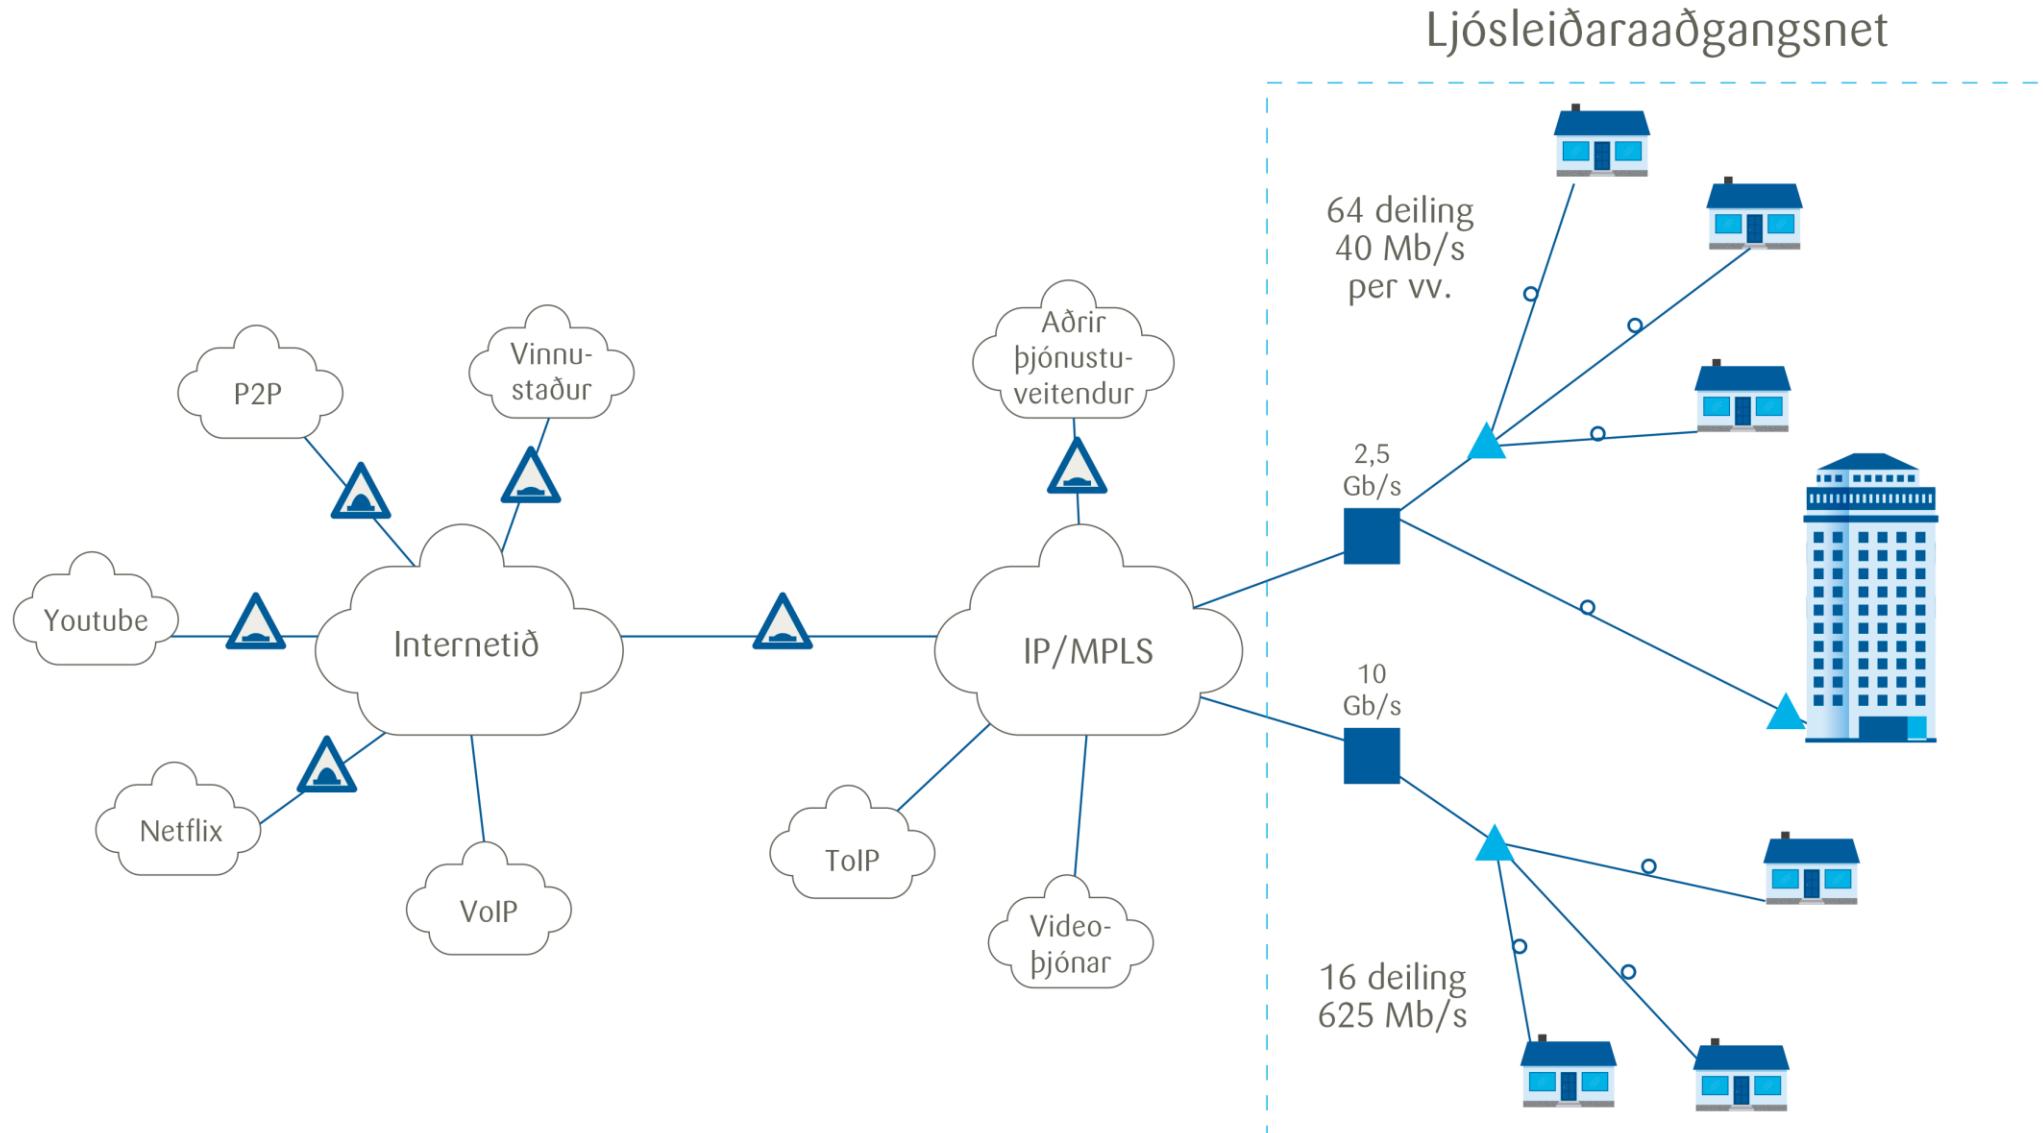 Ljósleiðaraaðgangsnet
64 deiling
40 Mb/s
per vv.
Aðrir
þjónustu-
veitendur
Vinnu-
staður
P2P
2,5
Gb/s
Youtube
Internetið
IP/MPLS
10
Gb/s
Netflix
VoIP
ToIP
Video-
þjónar
16 deiling
625 Mb/s